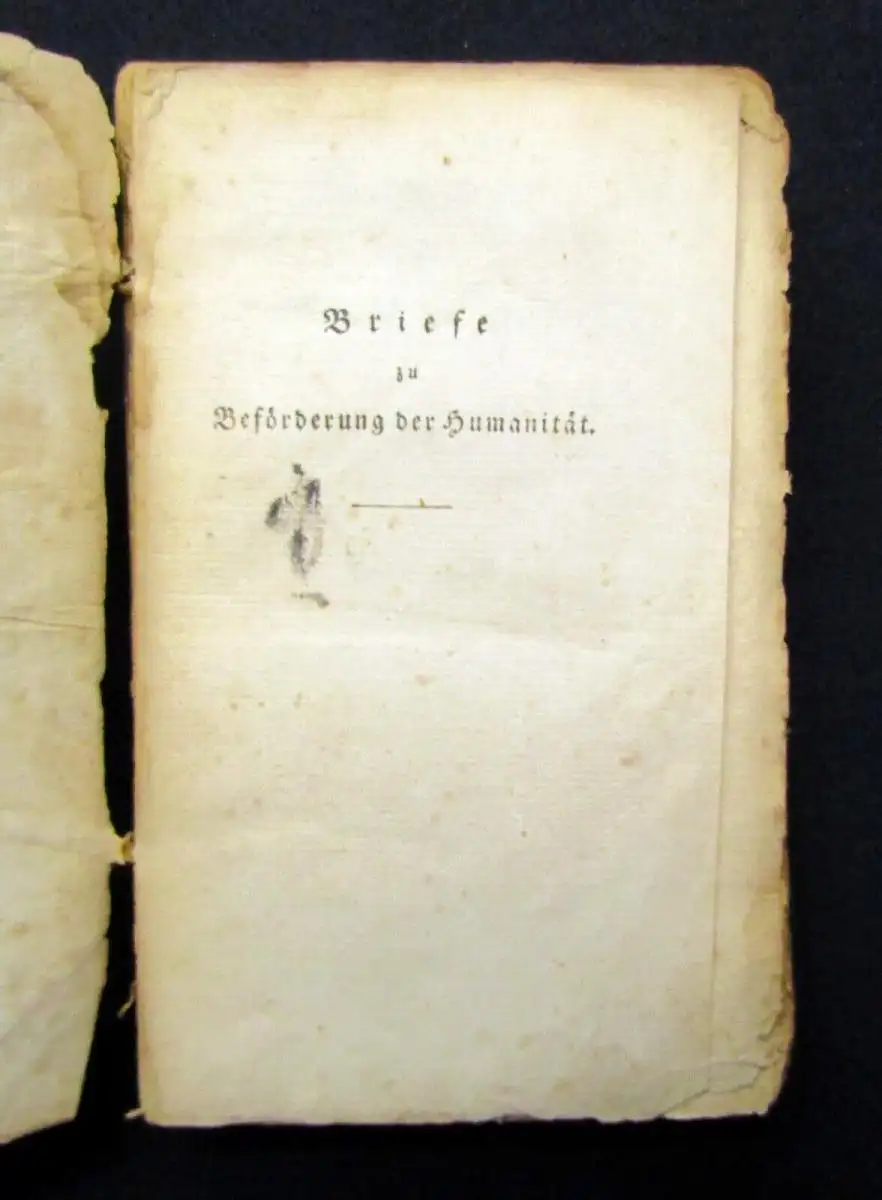 Briefe
zu
Beförderung der Humanität.